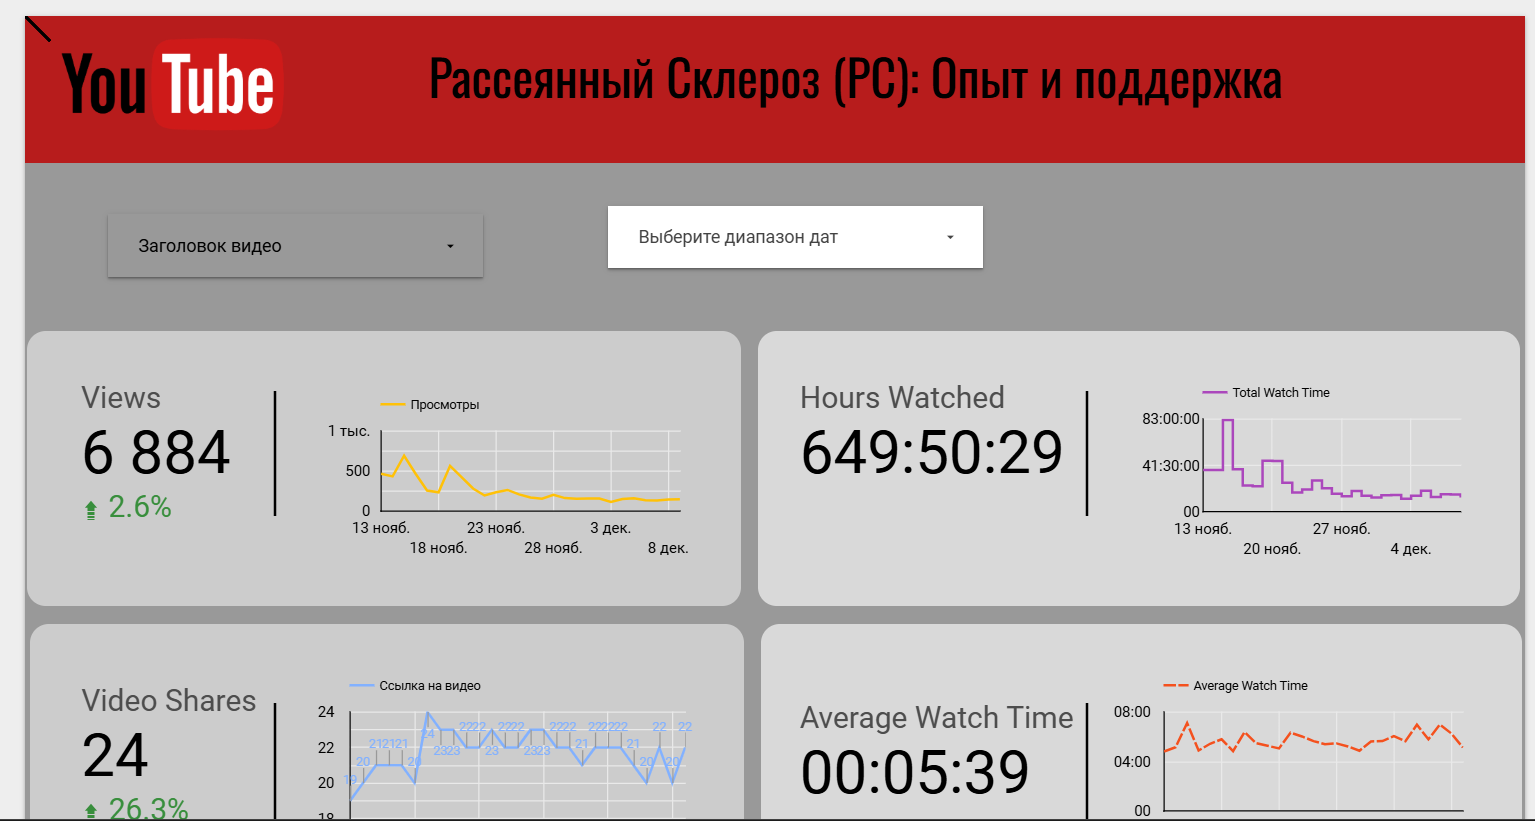 YouTube
Рассеянный Склероз (РС): Опыт и поддержка
Заголовок видео
Выберите диапазон дат
Views
6 884
2.6%
Просмотры
1 тыс.
500
0
13 нояб.
23 нояб.
3 дек.
18 нояб.
28 нояб.
8 дек.
Hours Watched
649:50:29
Total Watch Time
83:00:00
41:30:00
00
13 нояб.
27 нояб.
20 нояб.
4 дек.
Video Shares
24
26.3%
Ссылка на видео
24
22
20
18
19
20
21 21 21
20
24
23 23
22 22
23
22 22
23 23
22 22
21
22 22 22
21
20
22
20
22
Average Watch Time
00:05:39
Average Watch Time
08:00
04:00
00